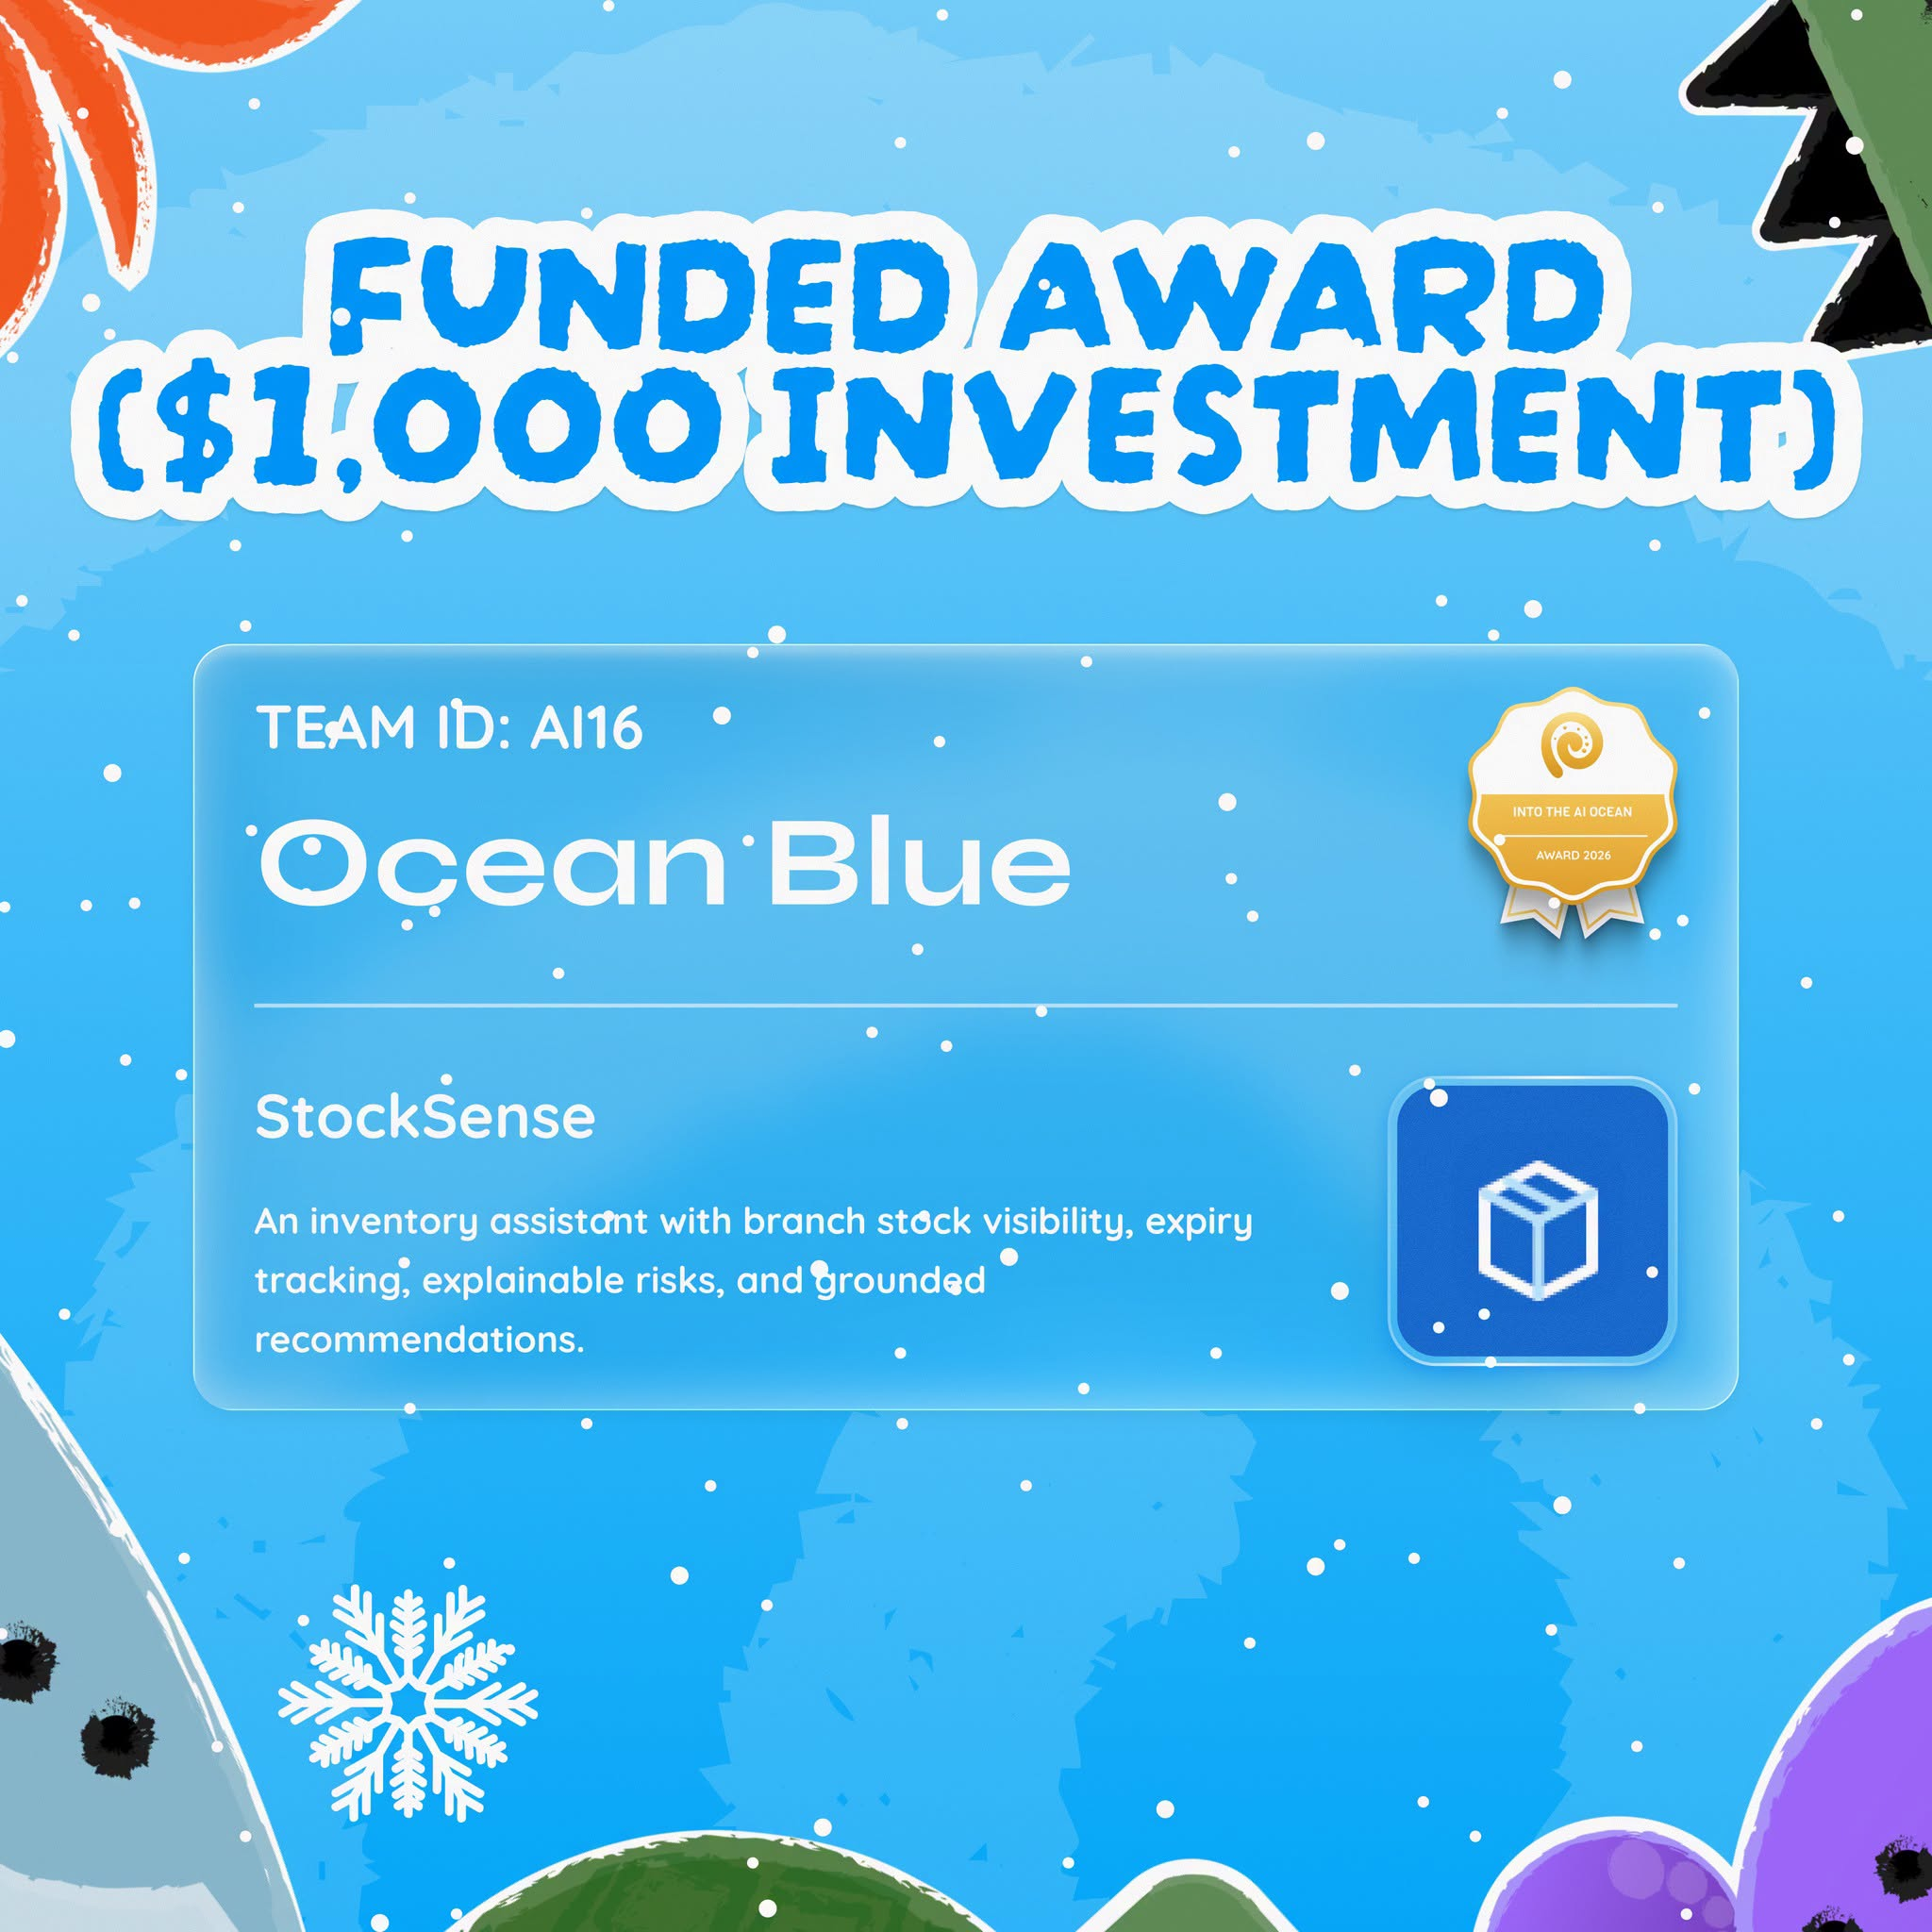 FUNDED AWARD
($1,000 INVESTMENT)
TEAM ID: AI16
Ocean Blue
INTO THE AI OCEAN
AWARD 2026
StockSense
An inventory assistant with branch stock visibility, expiry
tracking, explainable risks, and grounded
recommendations.